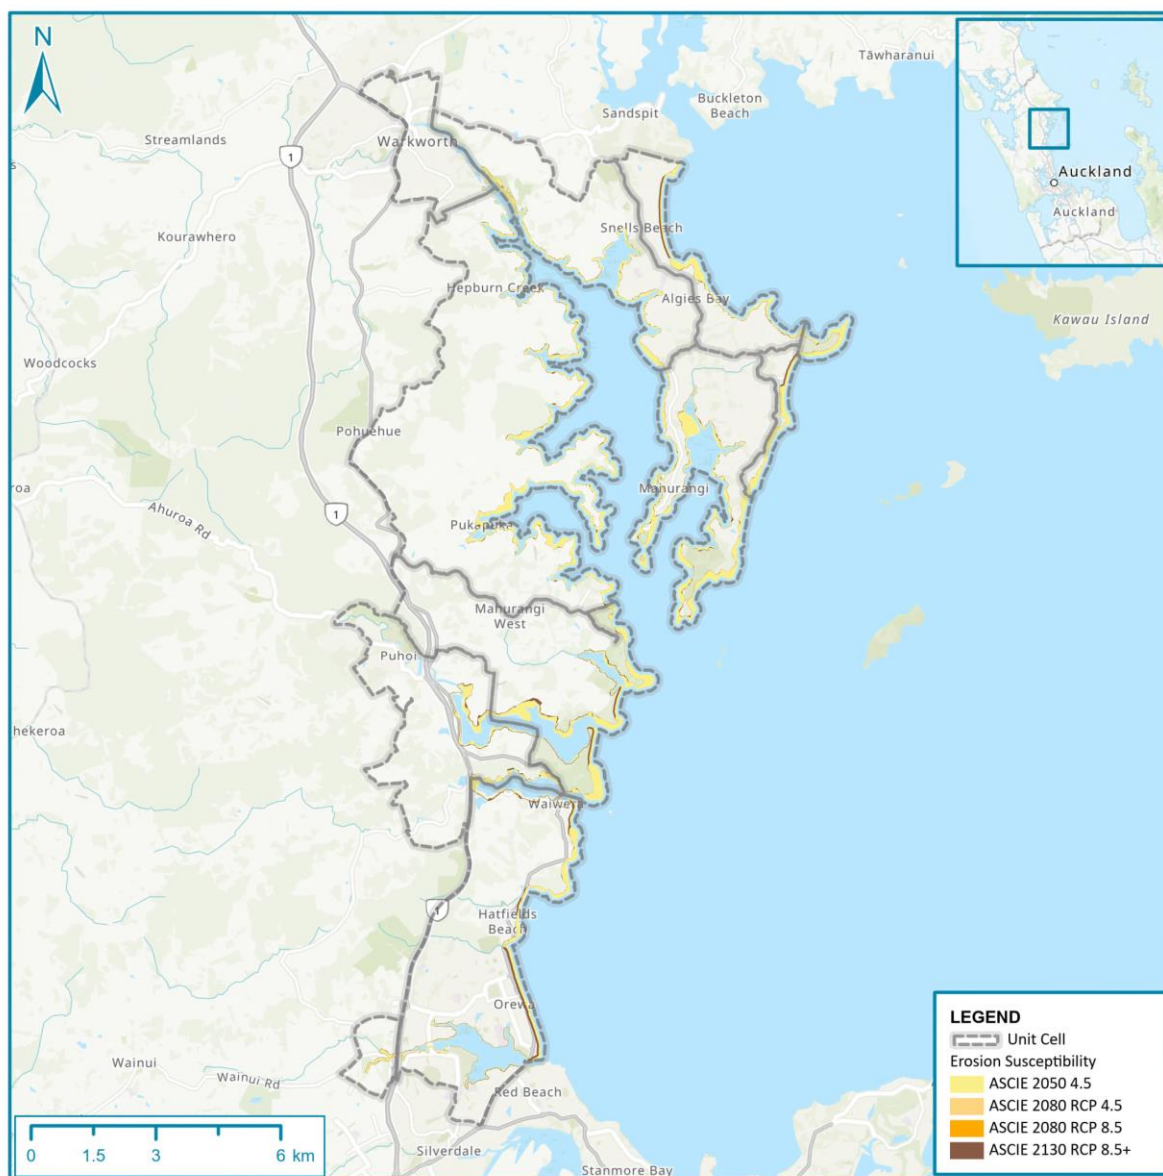 N
Tāwharanui
Buckleton
Beach
Sandspit
Streamlands
Warkworth
1
Auckland
Auckland
Kourawhero
Snells Beach
Hepburn Creek
Algies Bay
Kawau Island
Woodcocks
Pohuehue
roa
Ahuroa Rd
1
Mahurangi
Pukapuka
Mahurangi
West
Puhoi
hekeroa
Waiwera
1
Hatfields
Beach
Orewa
Wainui
Wainui Rd
Red Beach
Silverdale
Stanmore Bay
0 1.5 3 6 km
LEGEND
Unit Cell
Erosion Susceptibility
ASCIE 2050 4.5
ASCIE 2080 RCP 4.5
ASCIE 2080 RCP 8.5
ASCIE 2130 RCP 8.5+